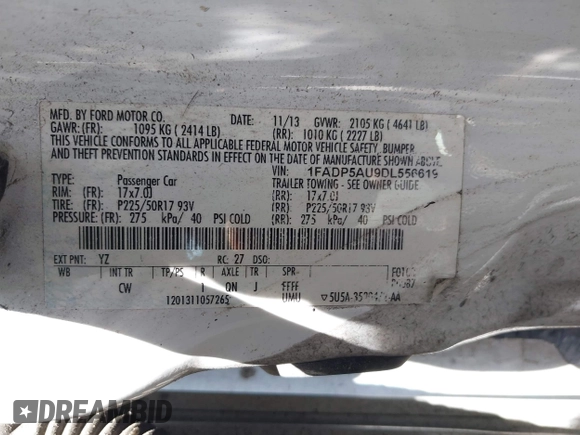 MFD. BY FORD MOTOR CO.
DATE: 11/13 GVWR: 2105 KG (4641 LB)
GAWR: (FR): 1095 KG (2414 LB) (RR): 1010 KG (2227 LB)
THIS VEHICLE CONFORMS TO ALL APPLICABLE FEDERAL MOTOR VEHICLE SAFETY, BUMPER,
AND THEFT PREVENTION STANDARDS IN EFFECT ON THE DATE OF MANUFACTURE SHOWN ABOVE.
VIN: 1FADP5AU9DL556619
TYPE: Passenger Car TRAILER TOWING - SEE OWNER GUIDE
RIM: (FR) 17x7.0J (RR): 17x7.0J
TIRE: (FR) P225/50R17 93V (RR): P225/50R17 93V
PRESSURE: (FR) 275 kPa/ 40 PSI COLD (RR): 275 kPa/ 40 PSI COLD
EXT PNT: YZ RC: 27 DSO:
WB INT TR TP/PS R AXLE TR SPR
CW I ON J FFFF
1201311057265 UMU
DREAMBID